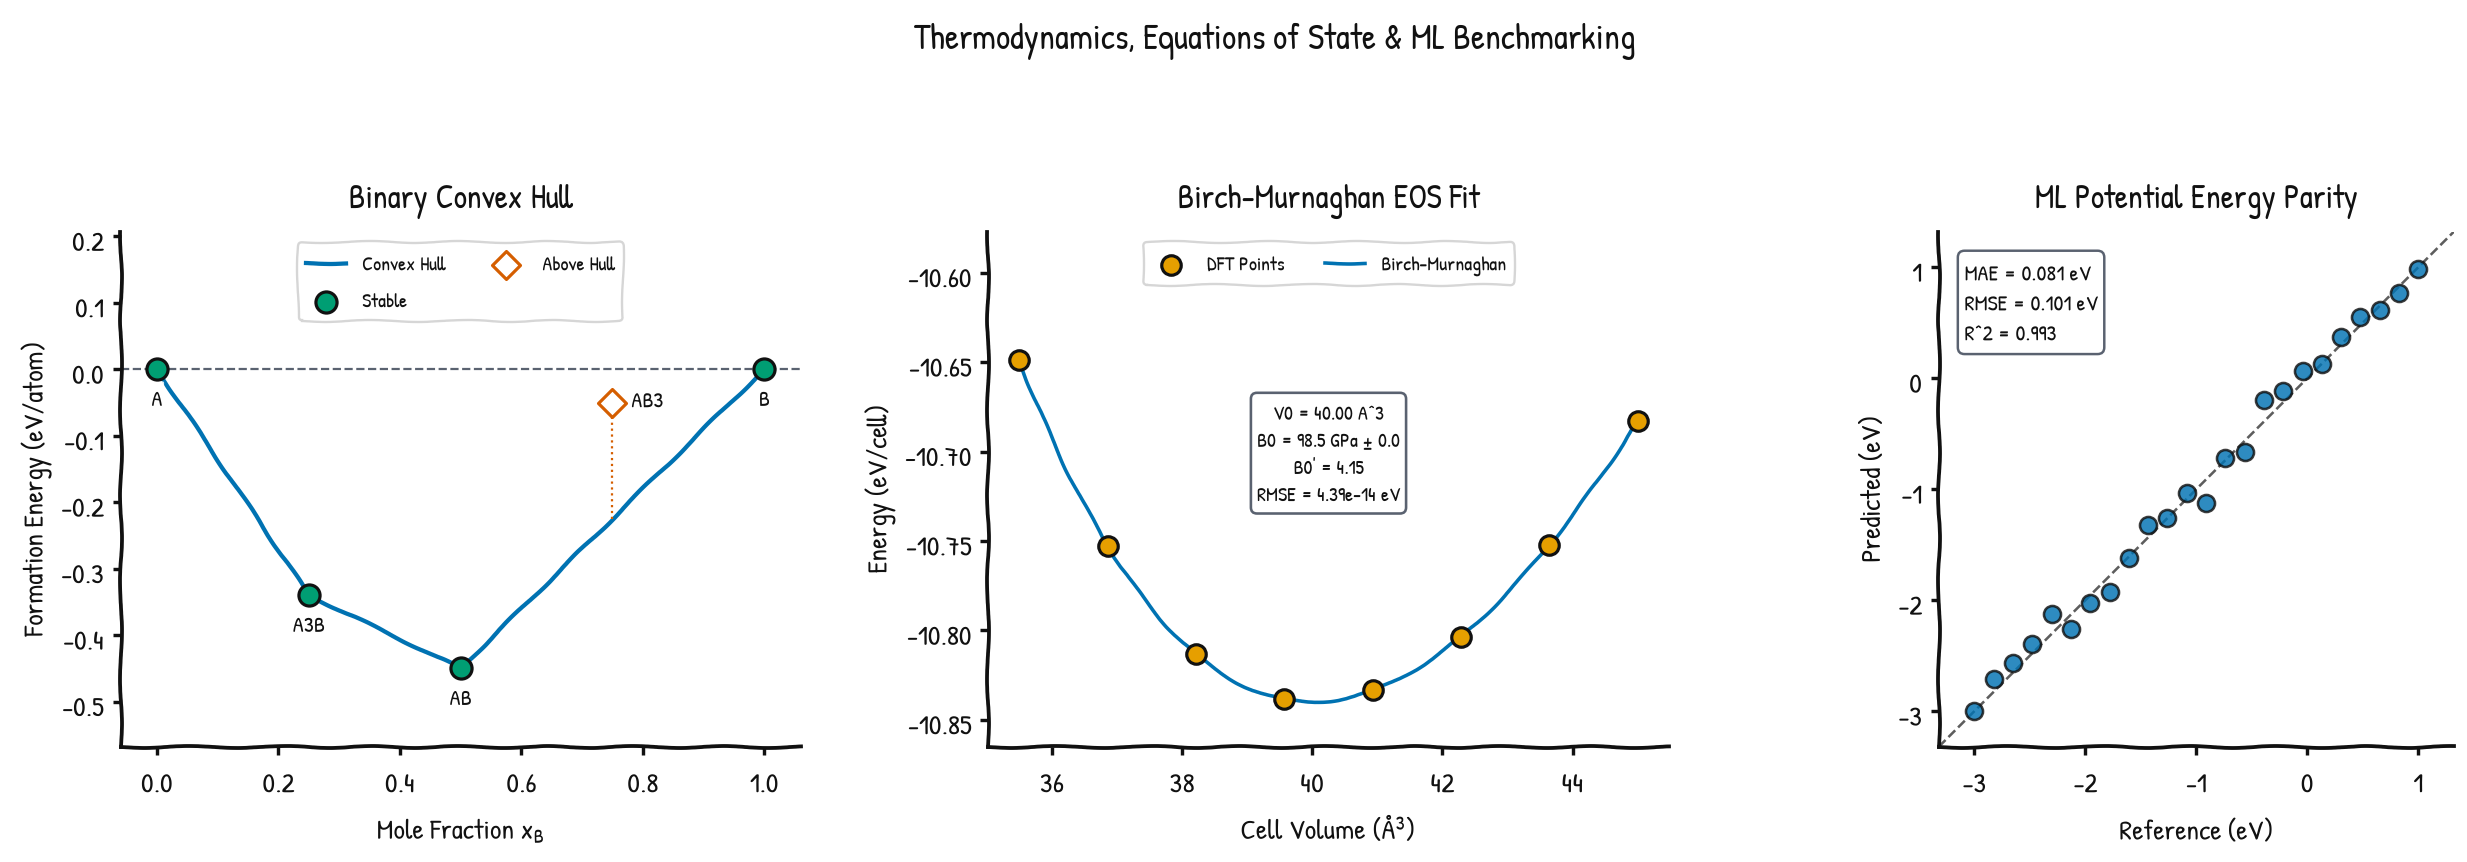 Thermodynamics, Equations of State & ML Benchmarking
Binary Convex Hull
Convex Hull
Above Hull
Stable
0.2
0.1
0.0
-0.1
-0.2
-0.3
-0.4
-0.5
Formation Energy (eV/atom)
A
A3B
AB
AB3
B
0.0 0.2 0.4 0.6 0.8 1.0
Mole Fraction x_B
Birch-Murnaghan EOS Fit
DFT Points
Birch-Murnaghan
-10.60
-10.65
-10.70
-10.75
-10.80
-10.85
Energy (eV/cell)
V0 = 40.00 A^3
B0 = 98.5 GPa ± 0.0
B0' = 4.15
RMSE = 4.39e-14 eV
36 38 40 42 44
Cell Volume (Å³)
ML Potential Energy Parity
MAE = 0.081 eV
RMSE = 0.101 eV
R^2 = 0.993
1
0
-1
-2
-3
Predicted (eV)
-3 -2 -1 0 1
Reference (eV)